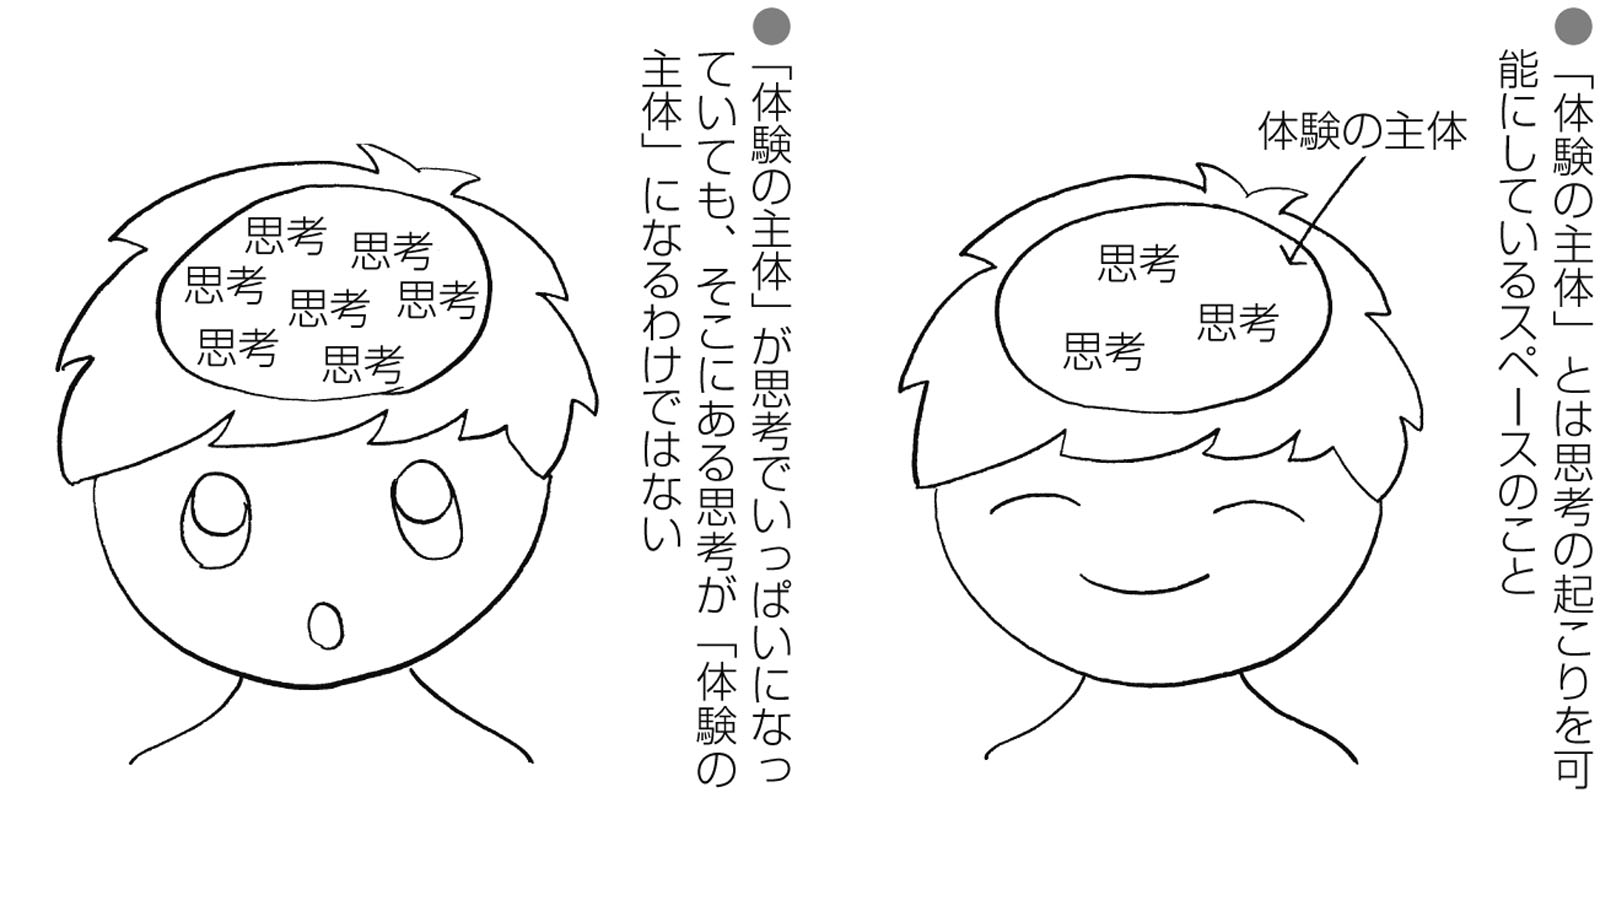 ●「体験の主体」とは思考の起こりを可
能にしているスペースのこと
体験の主体
思考
思考
思考
●「体験の主体」が思考でいっぱいになっ
ていても、そこにある思考が「体験の
主体」になるわけではない
思考
思考
思考
思考
思考
思考
思考